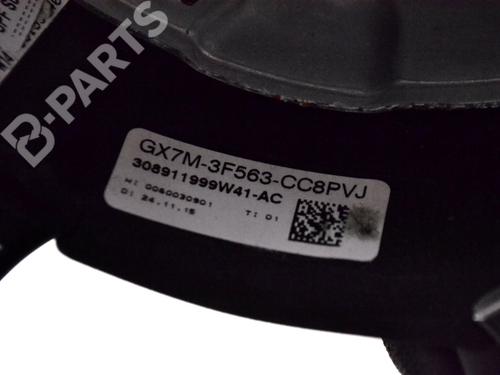 B-PARTS
GX7M-3F563-CC8PVJ
308911999W41-AC
H: 0060030901
D: 24.11.15 T: 01